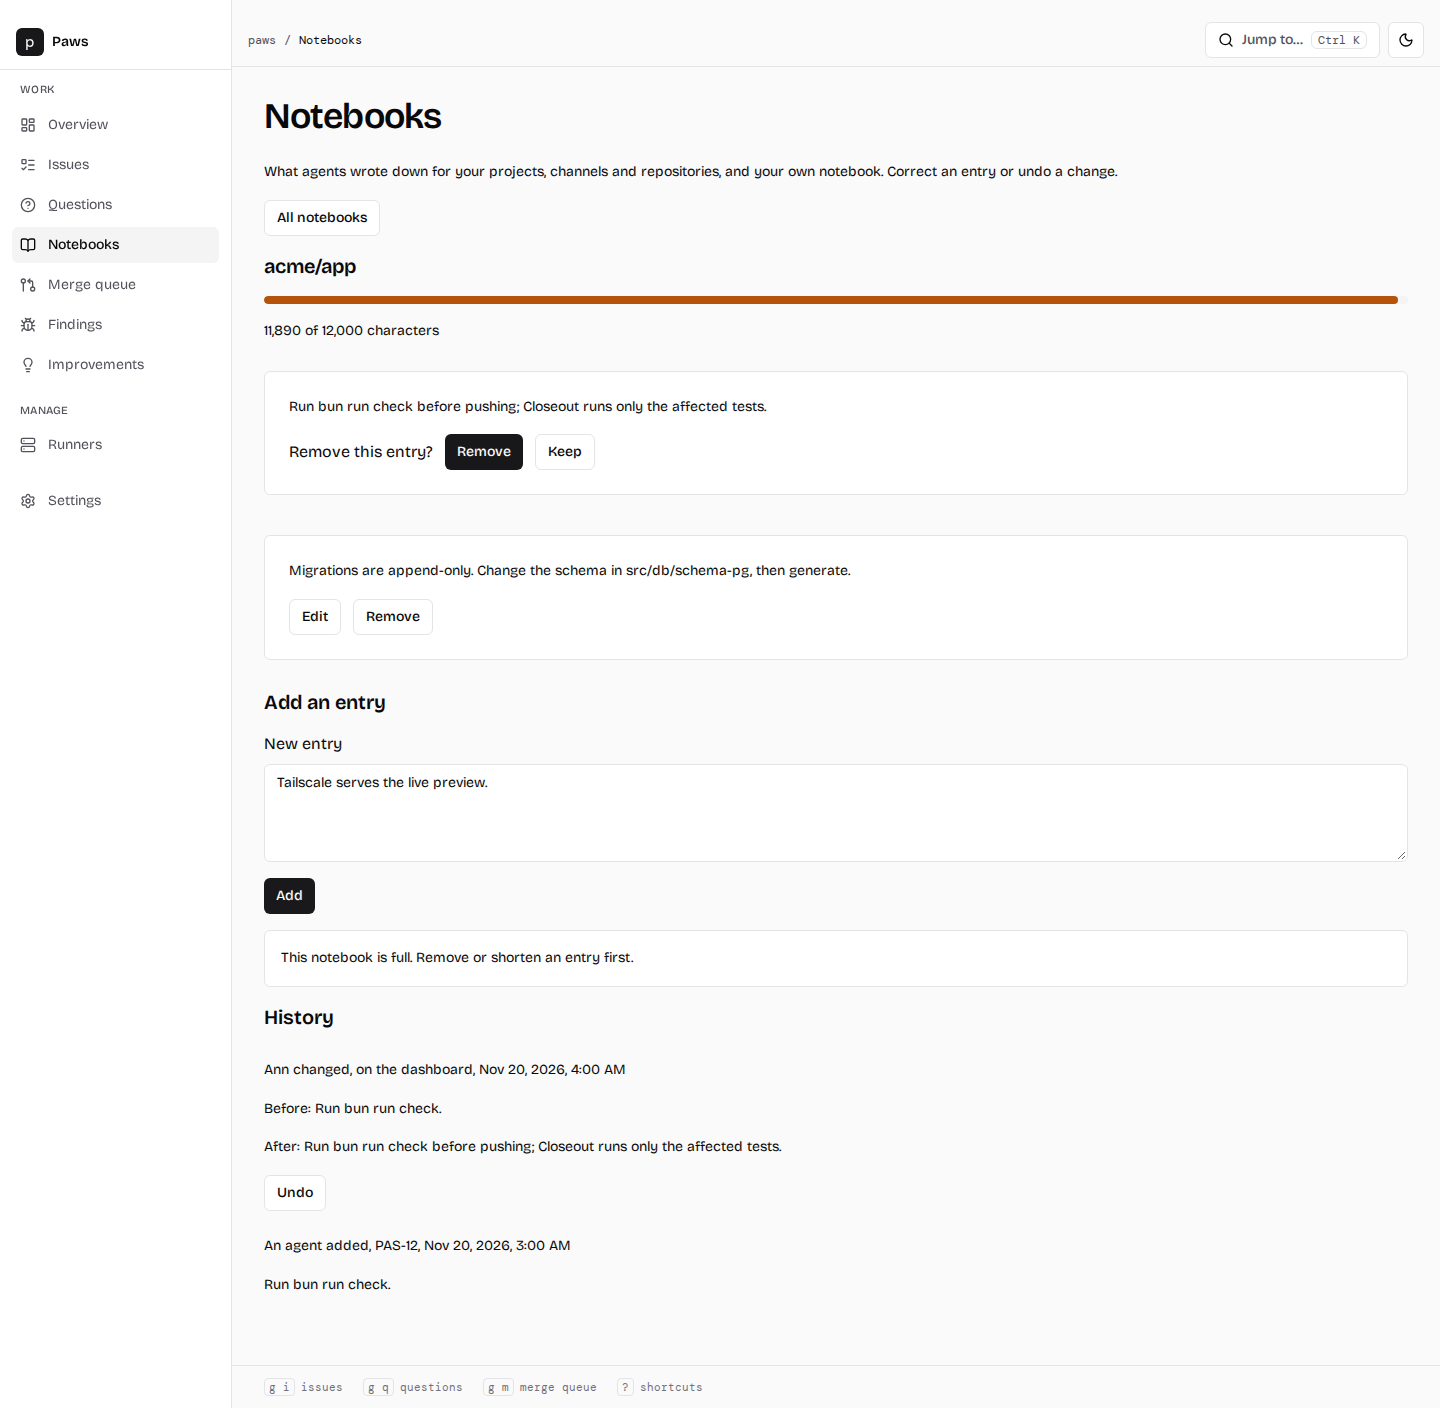 p Paws
paws / Notebooks
Jump to... Ctrl K
WORK
Overview
Issues
Questions
Notebooks
Merge queue
Findings
Improvements
MANAGE
Runners
Settings
Notebooks
What agents wrote down for your projects, channels and repositories, and your own notebook. Correct an entry or undo a change.
All notebooks
acme/app
11,890 of 12,000 characters
Run bun run check before pushing; Closeout runs only the affected tests.
Remove this entry? Remove Keep
Migrations are append-only. Change the schema in src/db/schema-pg, then generate.
Edit Remove
Add an entry
New entry
Tailscale serves the live preview.
Add
This notebook is full. Remove or shorten an entry first.
History
Ann changed, on the dashboard, Nov 20, 2026, 4:00 AM
Before: Run bun run check.
After: Run bun run check before pushing; Closeout runs only the affected tests.
Undo
An agent added, PAS-12, Nov 20, 2026, 3:00 AM
Run bun run check.
g i issues g q questions g m merge queue ? shortcuts